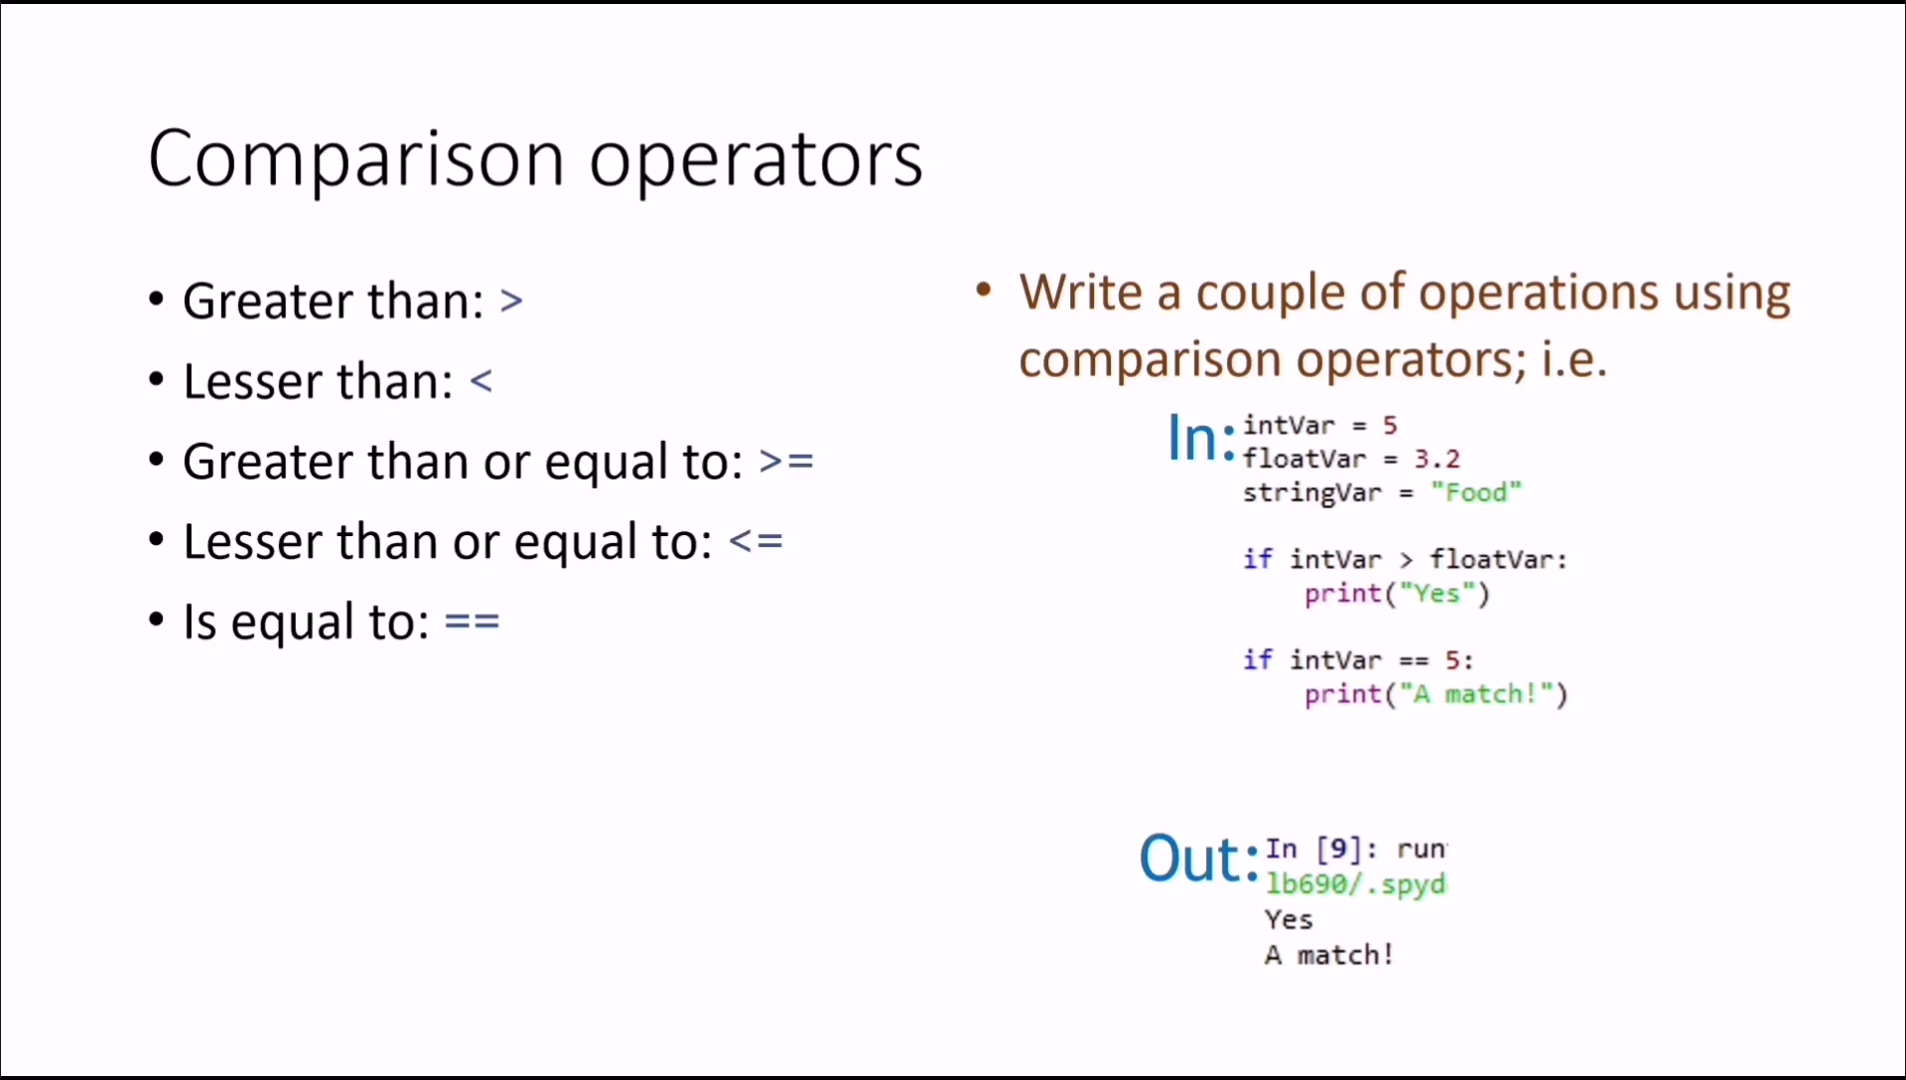 Comparison operators
• Greater than: >
• Lesser than: <
• Greater than or equal to: >=
• Lesser than or equal to: <=
• Is equal to: ==
• Write a couple of operations using
comparison operators; i.e.
In:
intVar = 5
floatVar = 3.2
stringVar = "Food"
if intVar > floatVar:
    print("Yes")
if intVar == 5:
    print("A match!")
Out:
In [9]: run
lb690/.spyd
Yes
A match!